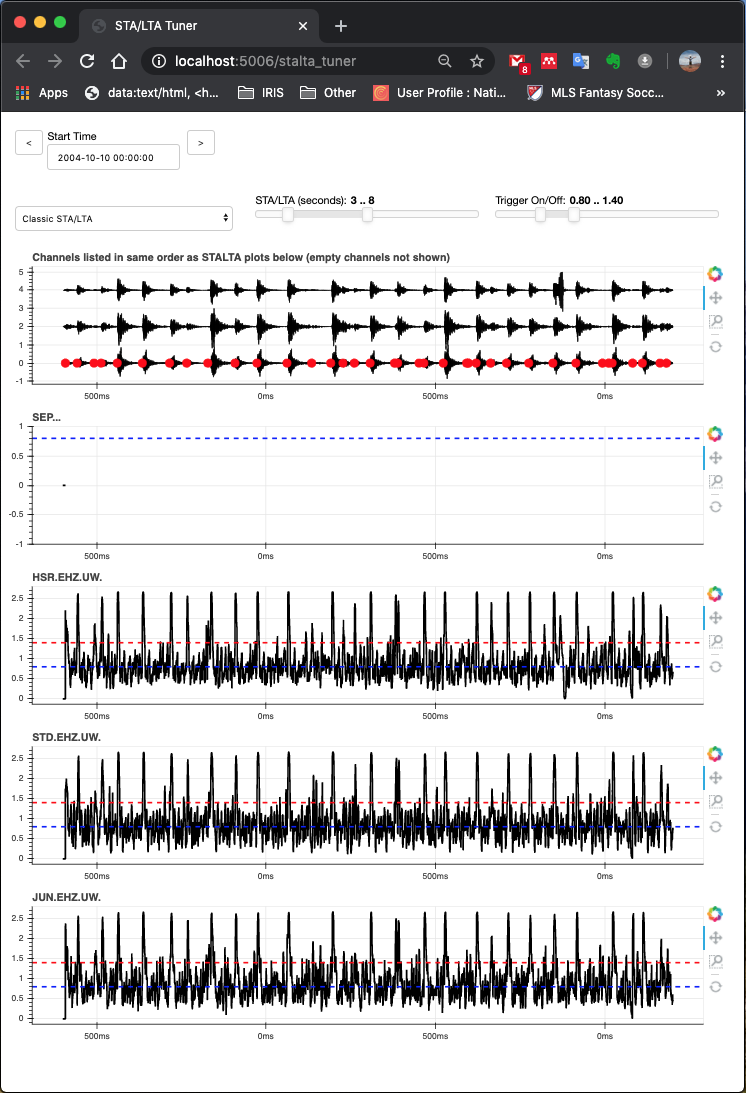 STA/LTA Tuner
localhost:5006/stalta_tuner
8
Apps data:text/html, <h... IRIS Other User Profile : Nati... MLS Fantasy Socc... »
< Start Time >
2004-10-10 00:00:00
STA/LTA (seconds): 3 .. 8 Trigger On/Off: 0.80 .. 1.40
Classic STA/LTA
Channels listed in same order as STALTA plots below (empty channels not shown)
5
4
3
2
1
0
-1
500ms 0ms 500ms 0ms
SEP...
1
0.5
0
-0.5
-1
500ms 0ms 500ms 0ms
HSR.EHZ.UW.
2.5
2
1.5
1
0.5
0
500ms 0ms 500ms 0ms
STD.EHZ.UW.
2.5
2
1.5
1
0.5
0
500ms 0ms 500ms 0ms
JUN.EHZ.UW.
2.5
2
1.5
1
0.5
0
500ms 0ms 500ms 0ms